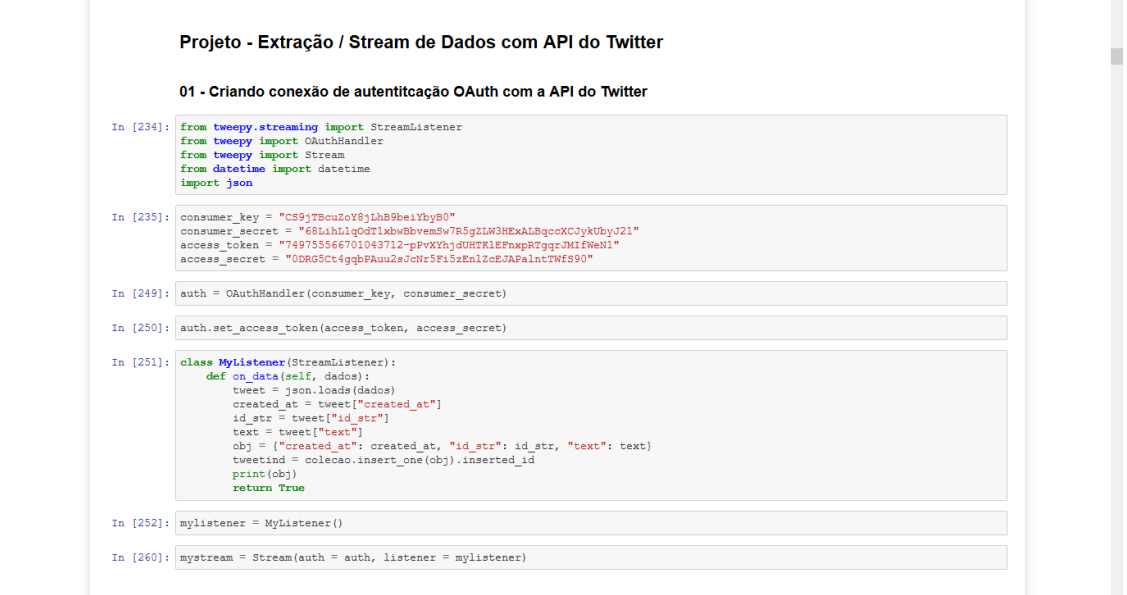 Projeto - Extração / Stream de Dados com API do Twitter
01 - Criando conexão de autentitcação OAuth com a API do Twitter
In [234]: from tweepy.streaming import StreamListener
from tweepy import OAuthHandler
from tweepy import Stream
from datetime import datetime
import json
In [235]: consumer_key = "CS9jTBcuZoY8jLhB9beiYbyB0"
consumer_secret = "68LihL1qOdT1xbwBbvemSw7R5gZLW3HExALBqccXCJykUbyJ21"
access_token = "749755566701043712-pPvXYhjdUHTKlEFnxpRTgqrJMIfWeN1"
access_secret = "0DRG5Ct4gqbPAuu2sJcNr5Fi5zEnlZcEJAPalntTWfS90"
In [249]: auth = OAuthHandler(consumer_key, consumer_secret)
In [250]: auth.set_access_token(access_token, access_secret)
In [251]: class MyListener(StreamListener):
def on_data(self, dados):
tweet = json.loads(dados)
created_at = tweet["created_at"]
id_str = tweet["id_str"]
text = tweet["text"]
obj = {"created_at": created_at, "id_str": id_str, "text": text}
tweetind = colecao.insert_one(obj).inserted_id
print(obj)
return True
In [252]: mylistener = MyListener()
In [260]: mystream = Stream(auth = auth, listener = mylistener)